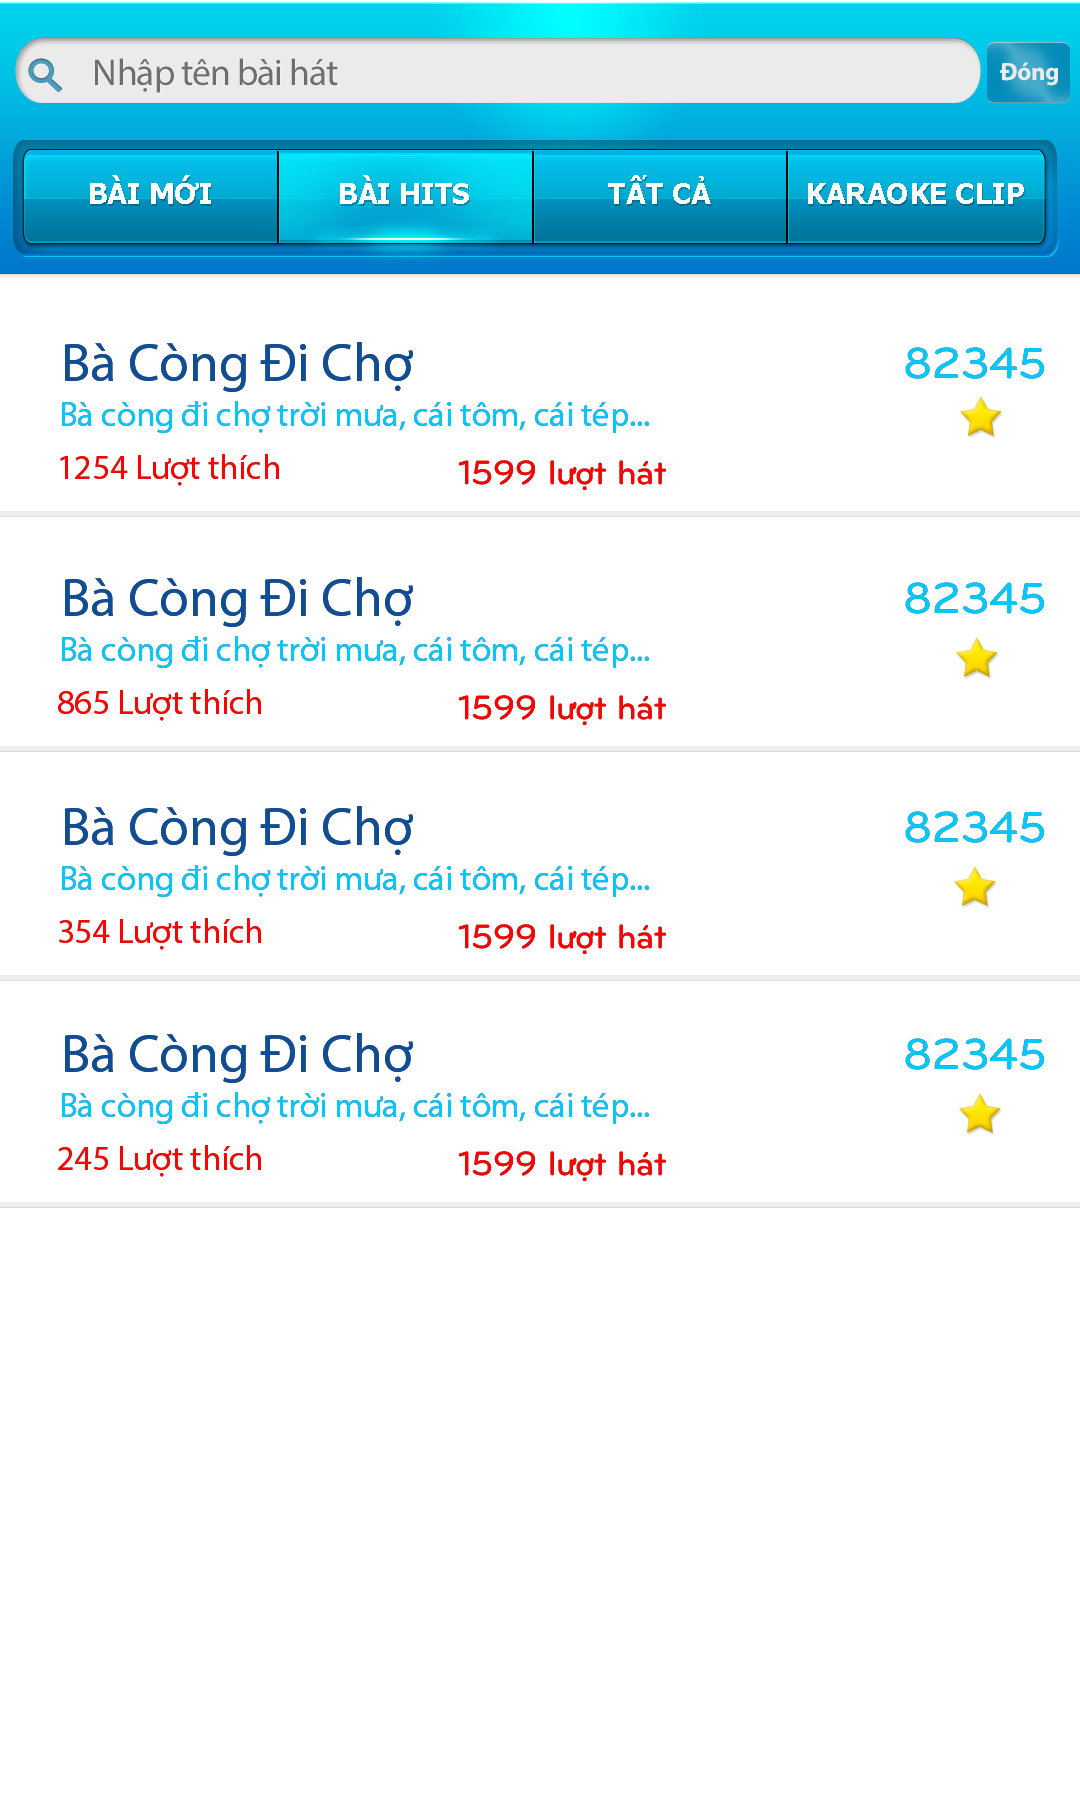 Nhập tên bài hát
Đóng
BÀI MỚI
BÀI HITS
TẤT CẢ
KARAOKE CLIP
Bà Còng Đi Chợ
82345
Bà còng đi chợ trời mưa, cái tôm, cái tép...
1254 Lượt thích
1599 lượt hát
Bà Còng Đi Chợ
82345
Bà còng đi chợ trời mưa, cái tôm, cái tép...
865 Lượt thích
1599 lượt hát
Bà Còng Đi Chợ
82345
Bà còng đi chợ trời mưa, cái tôm, cái tép...
354 Lượt thích
1599 lượt hát
Bà Còng Đi Chợ
82345
Bà còng đi chợ trời mưa, cái tôm, cái tép...
245 Lượt thích
1599 lượt hát